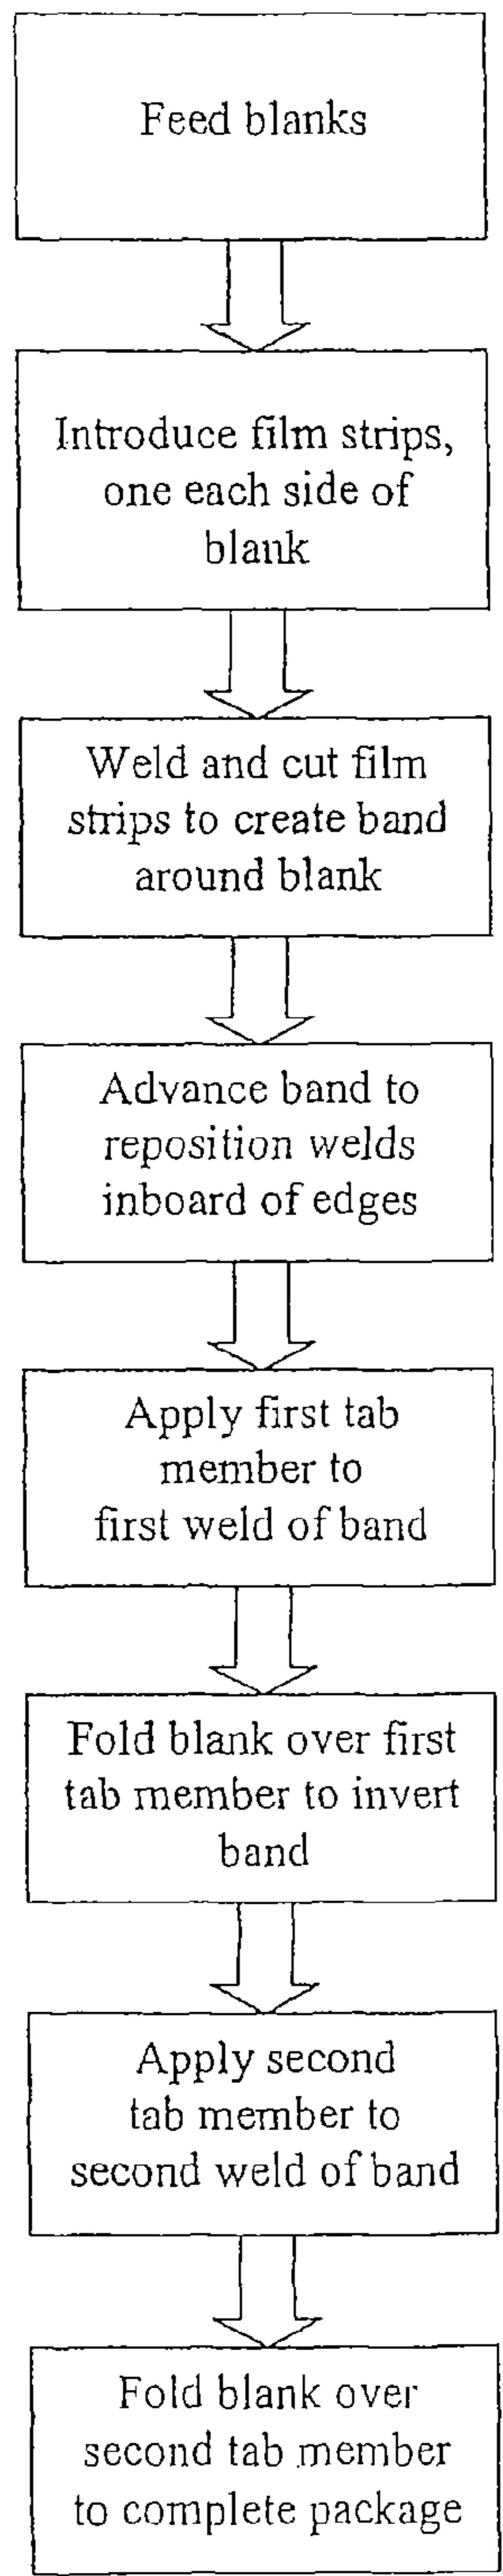 Feed blanks
Introduce film strips,
one each side of
blank
Weld and cut film
strips to create band
around blank
Advance band to
reposition welds
inboard of edges
Apply first tab
member to
first weld of band
Fold blank over first
tab member to invert
band
Apply second
tab member to
second weld of band
Fold blank over
second tab member
to complete package